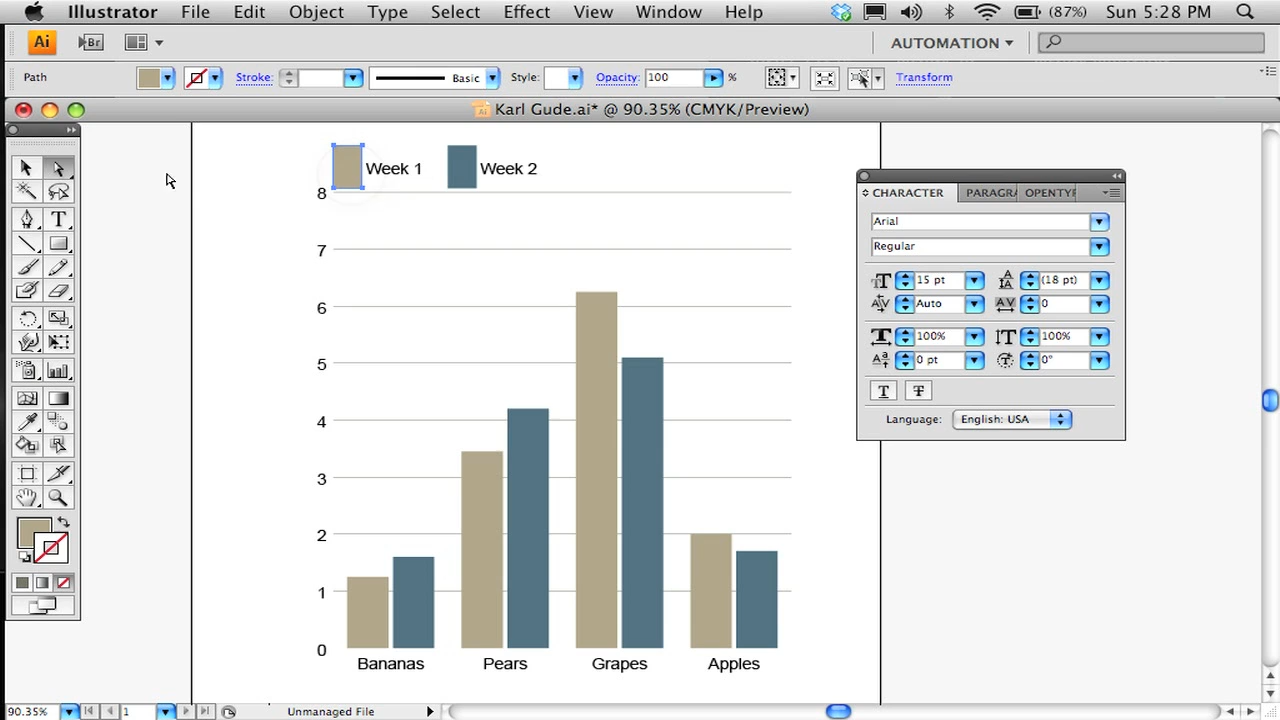 Illustrator File Edit Object Type Select Effect View Window Help (87%) Sun 5:28 PM
Ai Br AUTOMATION
Path Stroke: Basic Style: Opacity: 100 % Transform
Karl Gude.ai* @ 90.35% (CMYK/Preview)
Week 1 Week 2
8
7
6
5
4
3
2
1
0
Bananas Pears Grapes Apples
CHARACTER PARAGRA OPENTYP
Arial
Regular
15 pt (18 pt)
Auto 0
100% 100%
0 pt 0°
T T
Language: English: USA
90.35% 1 Unmanaged File